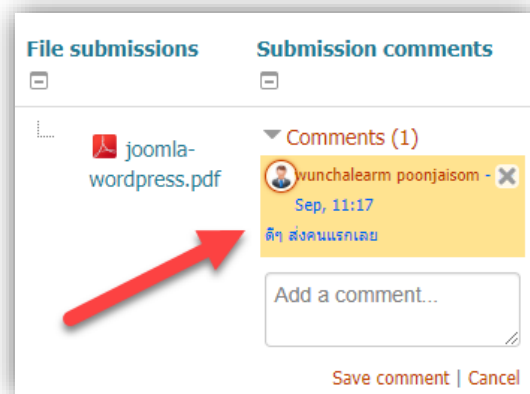 File submissions
Submission comments
joomla-
wordpress.pdf
Comments (1)
wunchalearm poonjaisom -
Sep, 11:17
ดีๆ ส่งคนแรกเลย
Add a comment...
Save comment | Cancel